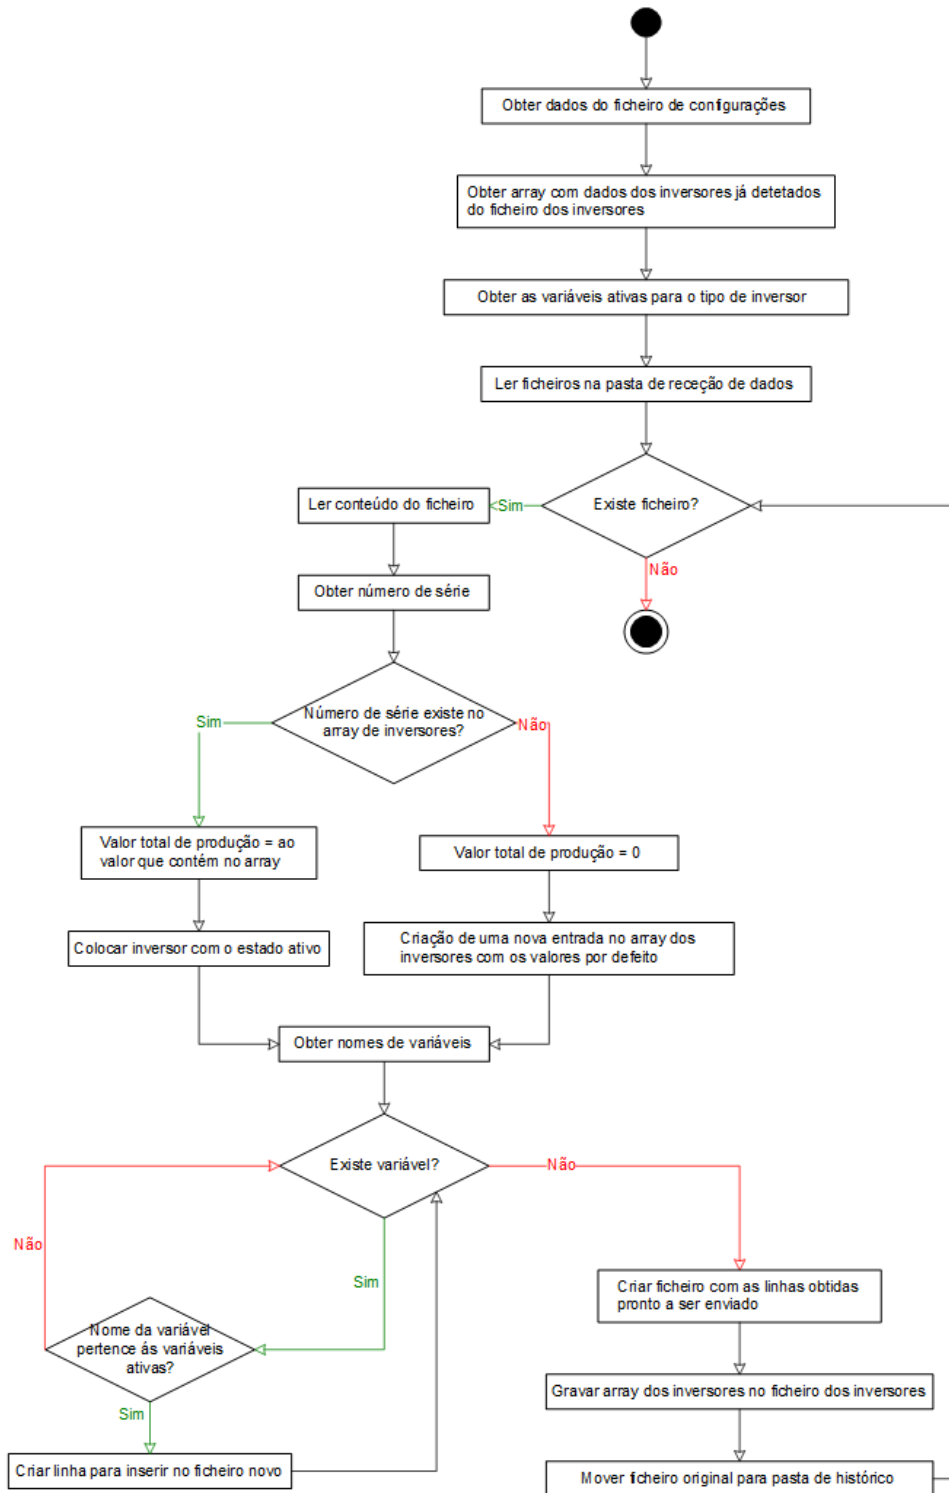 Obter dados do ficheiro de configurações
Obter array com dados dos inversores já detetados
do ficheiro dos inversores
Obter as variáveis ativas para o tipo de inversor
Ler ficheiros na pasta de receção de dados
Existe ficheiro?
Sim
Ler conteúdo do ficheiro
Não
Obter número de série
Número de série existe no
array de inversores?
Sim
Não
Valor total de produção = ao
valor que contém no array
Valor total de produção = 0
Colocar inversor com o estado ativo
Criação de uma nova entrada no array dos
inversores com os valores por defeito
Obter nomes de variáveis
Existe variável?
Não
Não
Sim
Criar ficheiro com as linhas obtidas
pronto a ser enviado
Nome da variável
pertence ás variáveis
ativas?
Gravar array dos inversores no ficheiro dos inversores
Sim
Criar linha para inserir no ficheiro novo
Mover ficheiro original para pasta de histórico